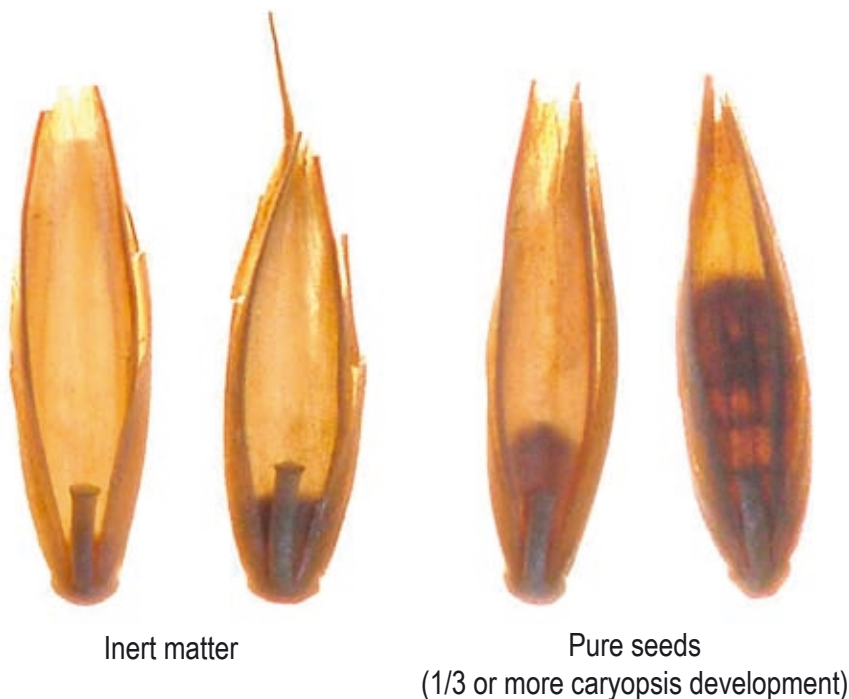 Inert matter
Pure seeds
(1/3 or more caryopsis development)